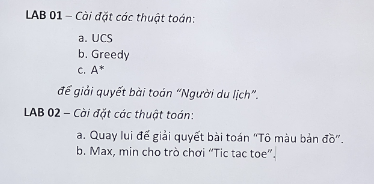 LAB 01 – Cài đặt các thuật toán:
a. UCS
b. Greedy
c. A*
để giải quyết bài toán “Người du lịch”.
LAB 02 – Cài đặt các thuật toán:
a. Quay lui để giải quyết bài toán “Tô màu bản đồ”.
b. Max, min cho trò chơi “Tic tac toe”.